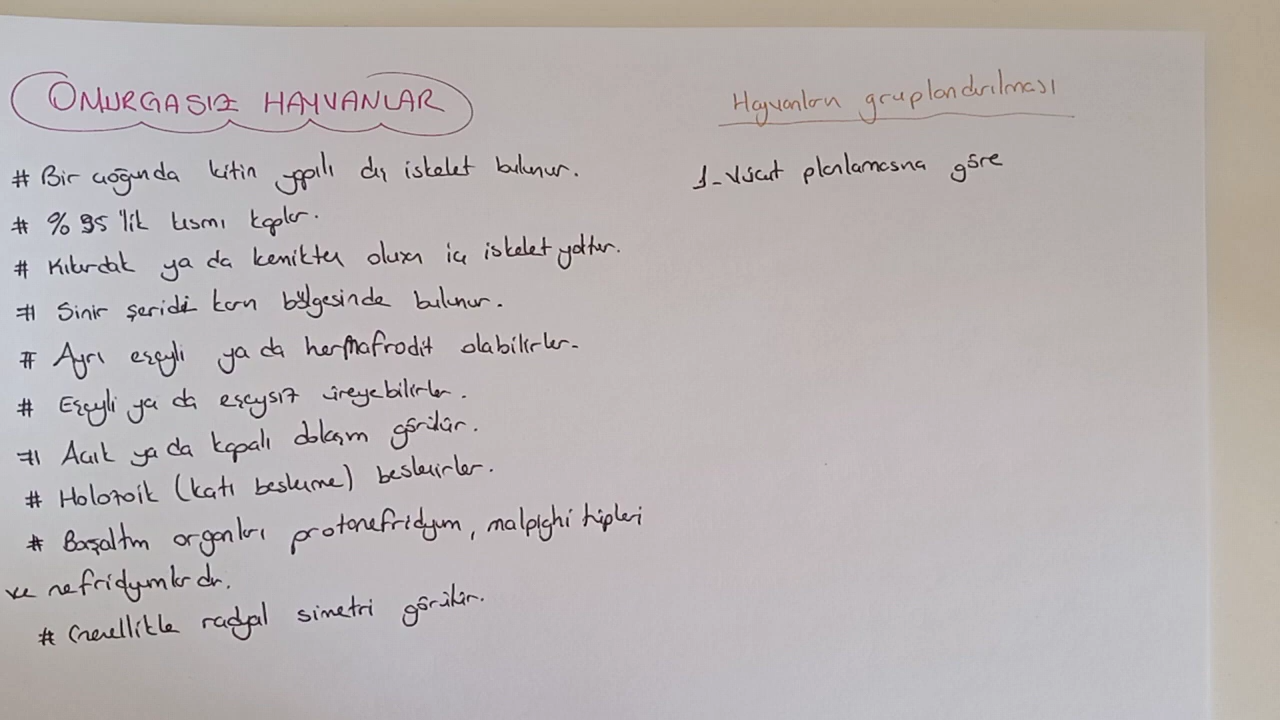 OMURGASIZ HAYVANLAR
# Bir çoğunda kitin yapılı dış iskelet bulunur.
# % 95 'lik kısmı kaplar.
# Kıkırdak ya da kemikten oluşan iç iskelet yoktur.
# Sinir şeridi karın bölgesinde bulunur.
# Ayrı eşeyli ya da hermafrodit olabilirler.
# Eşeyli ya da eşeysiz üreyebilirler.
# Açık ya da kapalı dolaşım görülür.
# Holozoik (katı beslenme) beslenirler.
# Boşaltım organları protonefridyum, malpighi tüpleri
ve nefridyumlardır.
# Genellikle radyal simetri görülür.
Hayvanların gruplandırılması
1- Vücut planlamasına göre